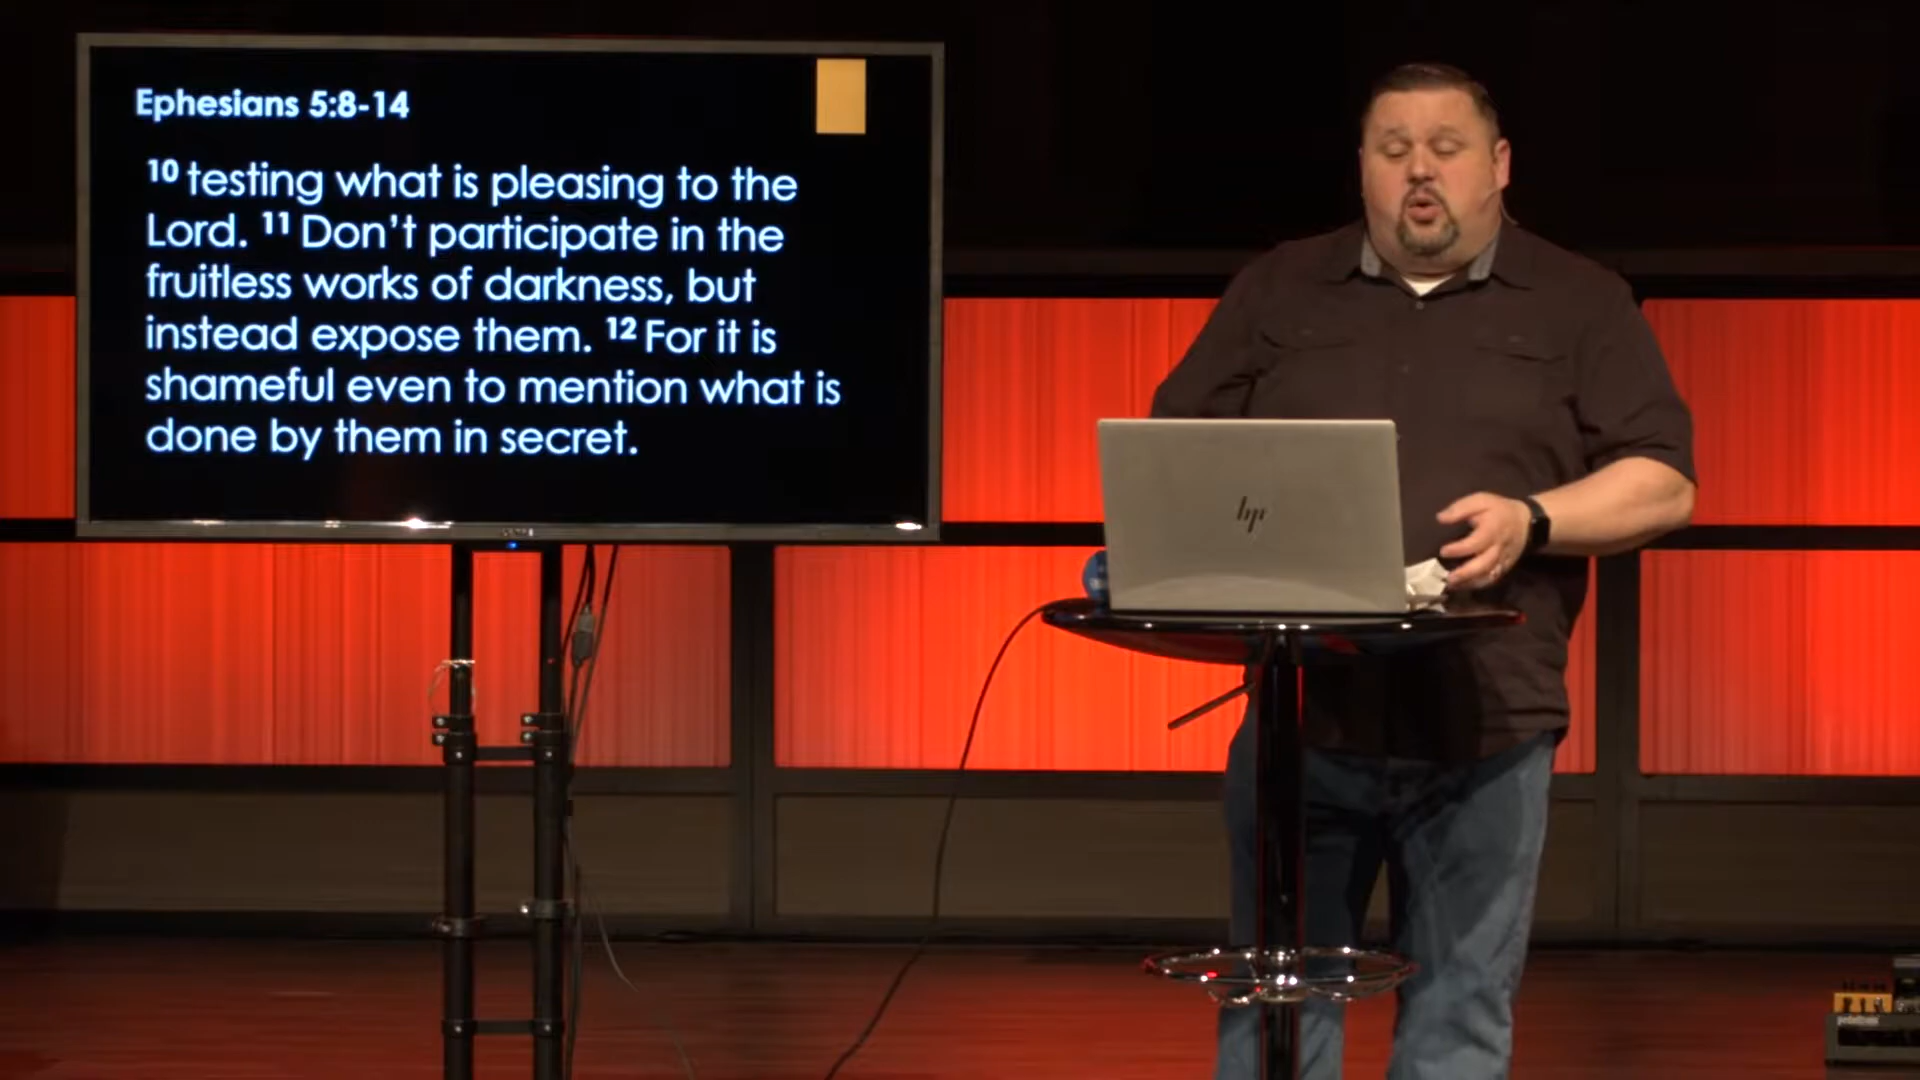 Ephesians 5:8-14
10 testing what is pleasing to the
Lord. 11 Don't participate in the
fruitless works of darkness, but
instead expose them. 12 For it is
shameful even to mention what is
done by them in secret.
hp